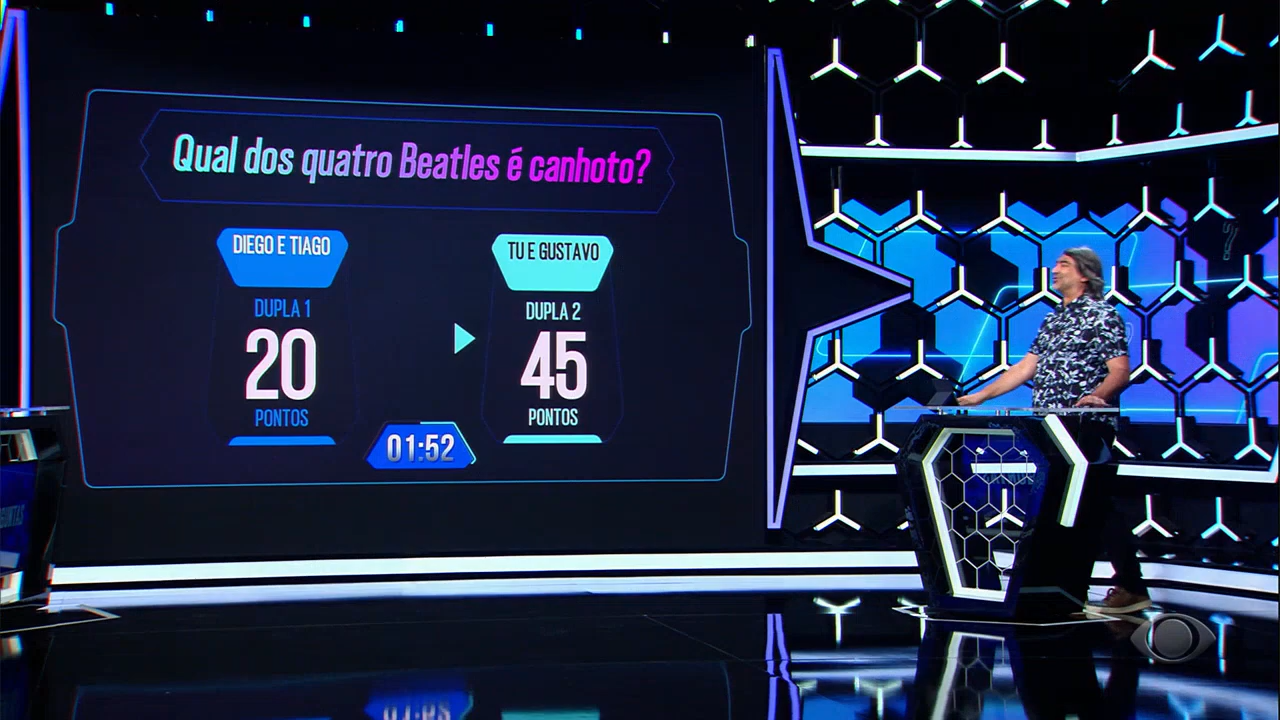 Qual dos quatro Beatles é canhoto?
DIEGO E TIAGO
DUPLA 1
20
PONTOS
TU E GUSTAVO
DUPLA 2
45
PONTOS
01:52